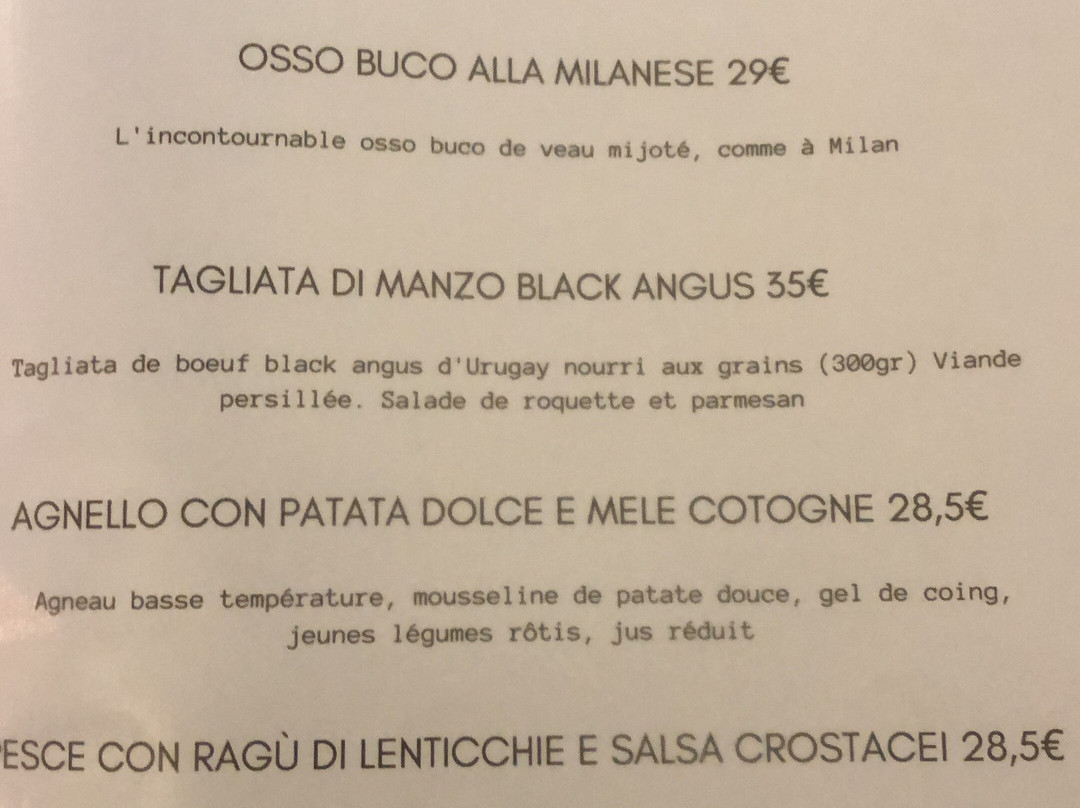 OSSO BUCO ALLA MILANESE 29€
L'incontournable osso buco de veau mijoté, comme à Milan
TAGLIATA DI MANZO BLACK ANGUS 35€
Tagliata de boeuf black angus d'Urugay nourri aux grains (300gr) Viande
persillée. Salade de roquette et parmesan
AGNELLO CON PATATA DOLCE E MELE COTOGNE 28,5€
Agneau basse température, mousseline de patate douce, gel de coing,
jeunes légumes rôtis, jus réduit
ESCE CON RAGÙ DI LENTICCHIE E SALSA CROSTACEI 28,5€